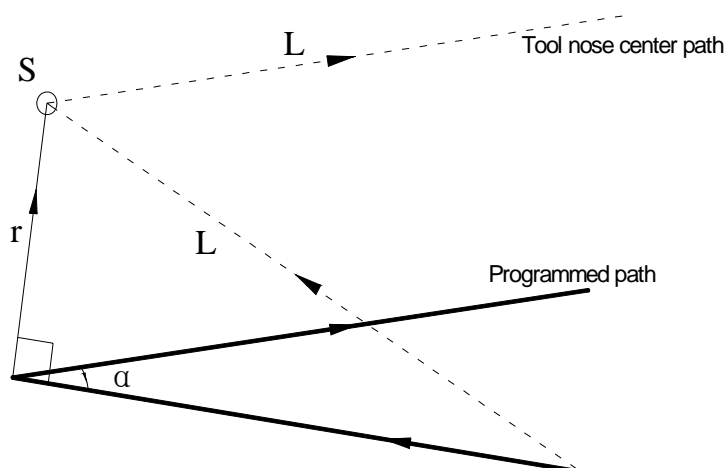 L
Tool nose center path
S
r
L
Programmed path
α